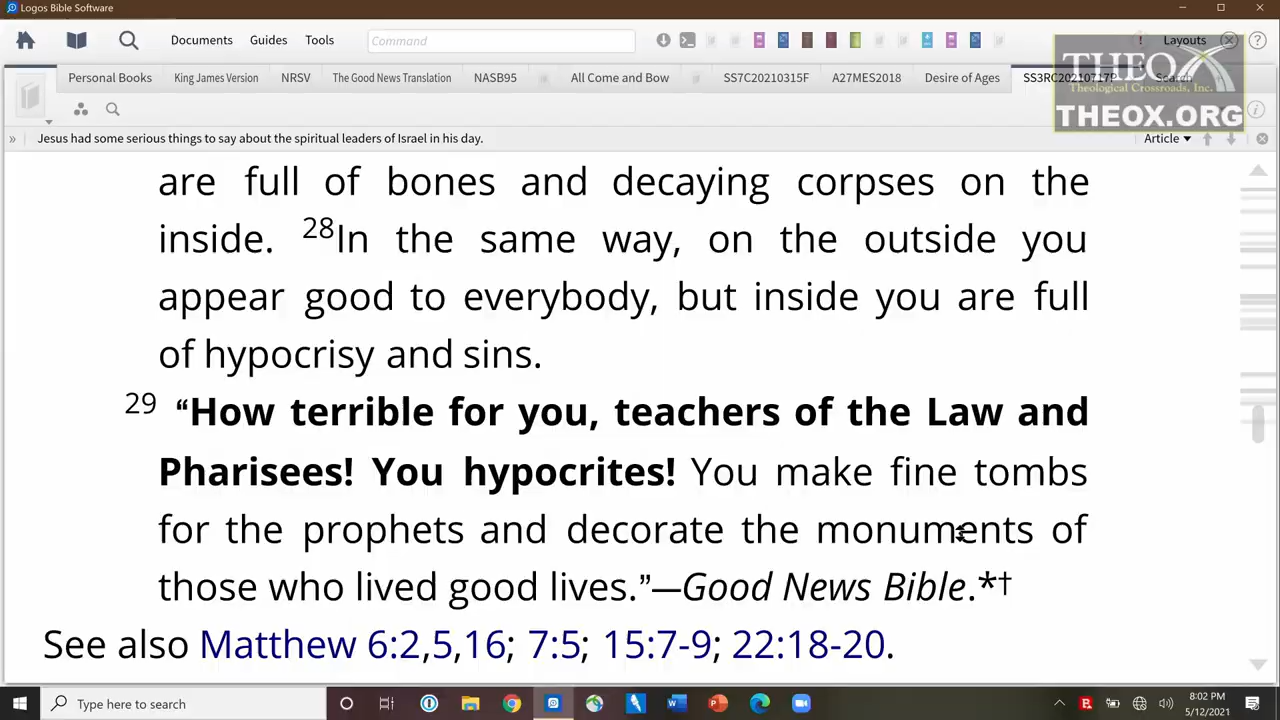 Logos Bible Software
Documents Guides Tools Command Layouts
Personal Books King James Version NRSV The Good News Translation NASB95 All Come and Bow SS7C20210315F A27MES2018 Desire of Ages SS3RC20210717P Search
THEOX
Theological Crossroads, Inc.
THEOX.ORG
» Jesus had some serious things to say about the spiritual leaders of Israel in his day. Article
are full of bones and decaying corpses on the
inside. 28In the same way, on the outside you
appear good to everybody, but inside you are full
of hypocrisy and sins.
29 “How terrible for you, teachers of the Law and
Pharisees! You hypocrites! You make fine tombs
for the prophets and decorate the monuments of
those who lived good lives.”—Good News Bible.*†
See also Matthew 6:2,5,16; 7:5; 15:7-9; 22:18-20.
Type here to search
8:02 PM
5/12/2021